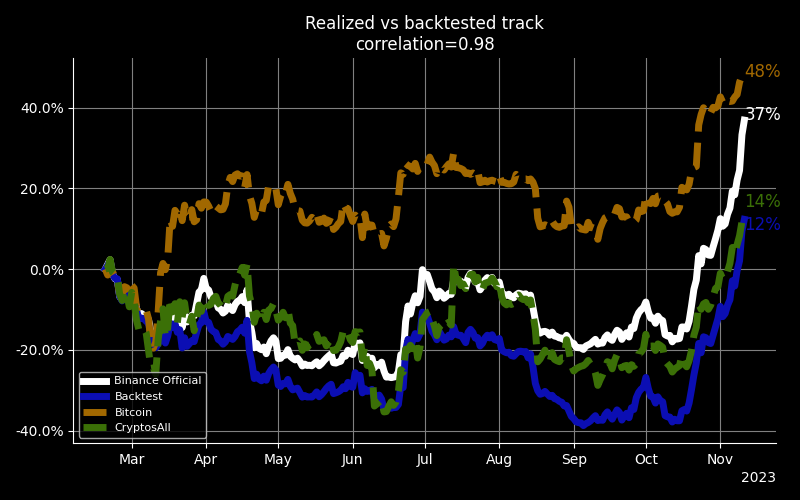 Realized vs backtested track
correlation=0.98
48%
40.0%
37%
20.0%
14%
12%
0.0%
-20.0%
Binance Official
Backtest
Bitcoin
CryptosAll
-40.0%
Mar Apr May Jun Jul Aug Sep Oct Nov
2023